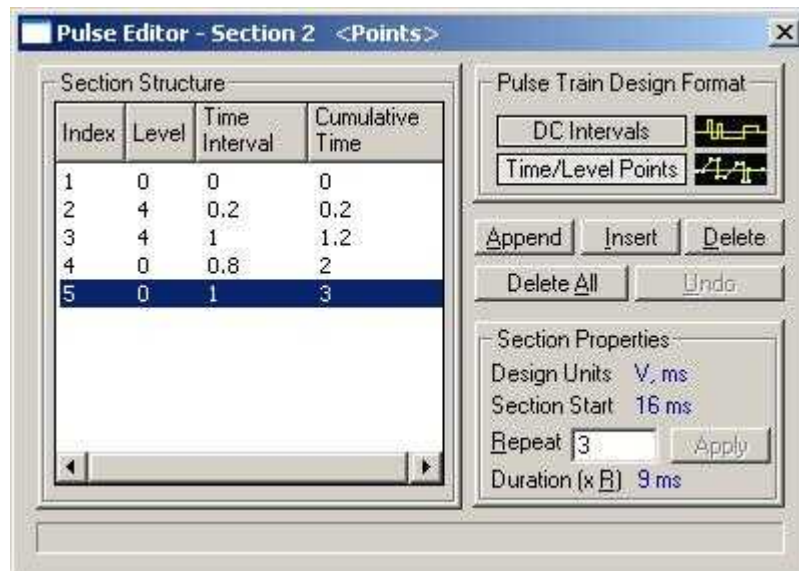 Pulse Editor - Section 2 <Points>
Section Structure
Index Level Time Interval Cumulative Time
1 0 0 0
2 4 0.2 0.2
3 4 1 1.2
4 0 0.8 2
5 0 1 3
Pulse Train Design Format
DC Intervals
Time/Level Points
Append Insert Delete
Delete All Undo
Section Properties
Design Units V, ms
Section Start 16 ms
Repeat 3 Apply
Duration (x R) 9 ms